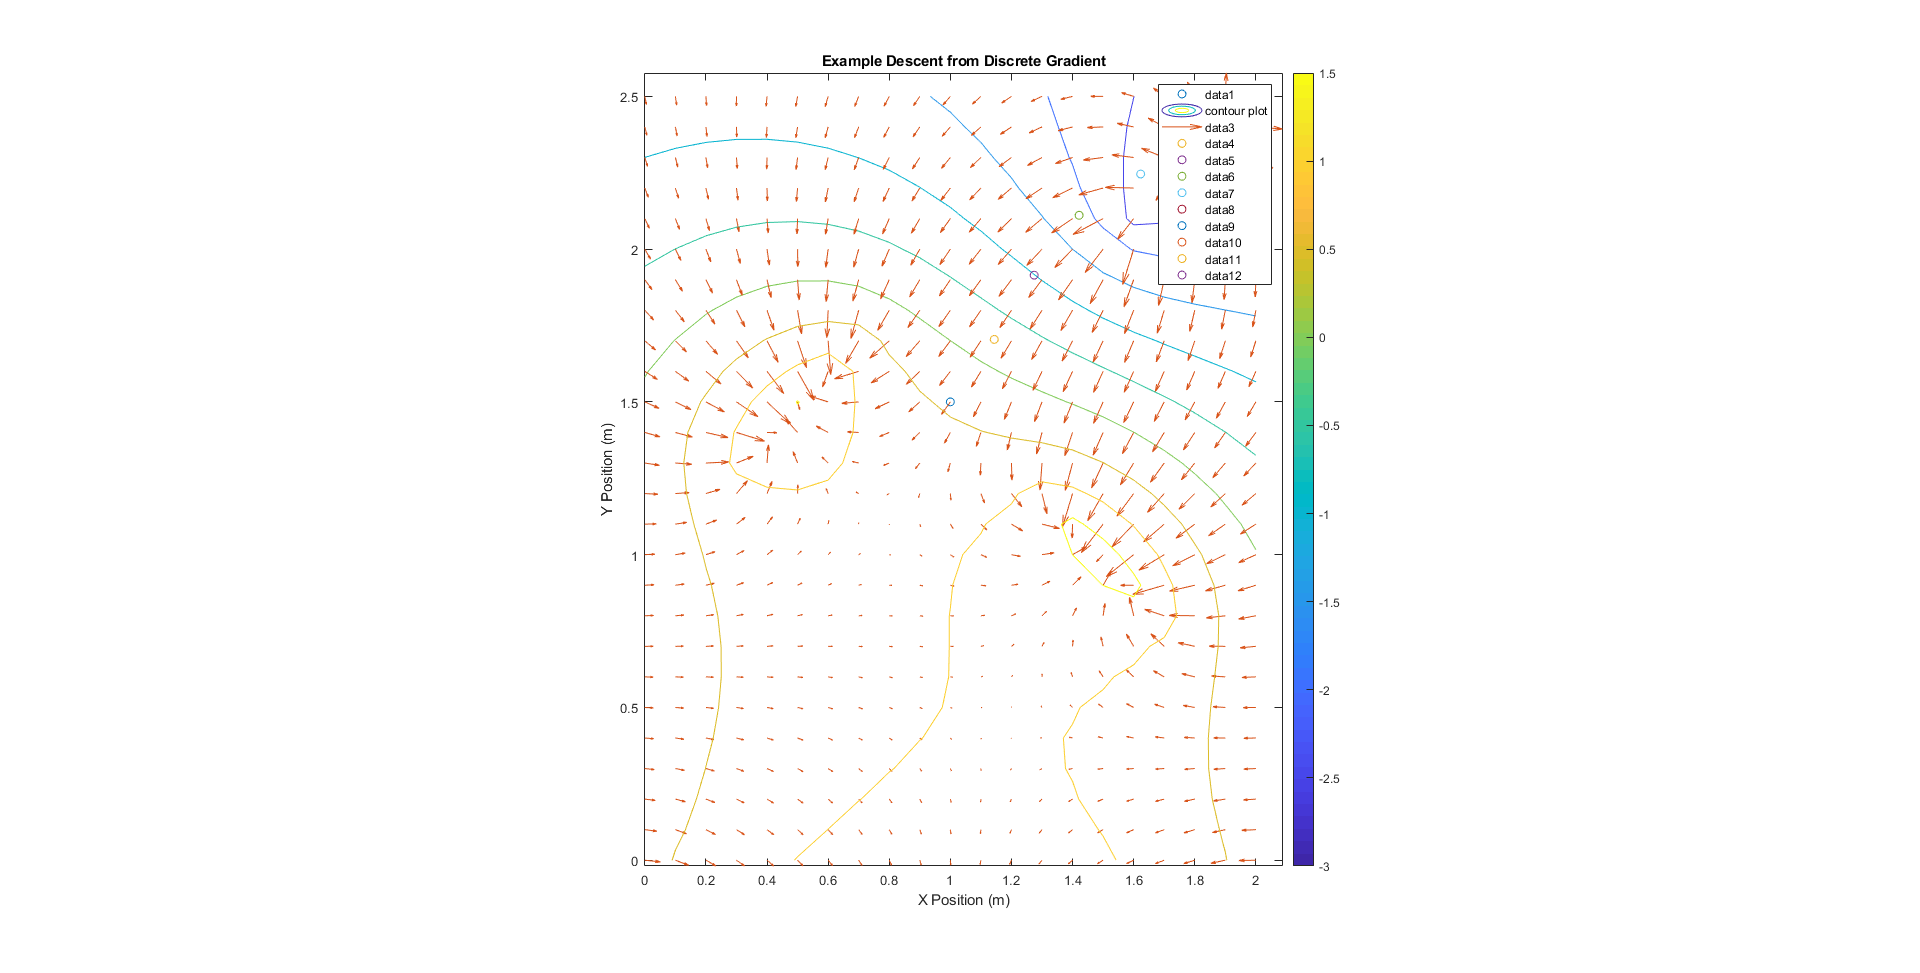 Example Descent from Discrete Gradient
data1
contour plot
data3
data4
data5
data6
data7
data8
data9
data10
data11
data12
2.5
2
1.5
1
0.5
0
Y Position (m)
0 0.2 0.4 0.6 0.8 1 1.2 1.4 1.6 1.8 2
X Position (m)
1.5
1
0.5
0
-0.5
-1
-1.5
-2
-2.5
-3